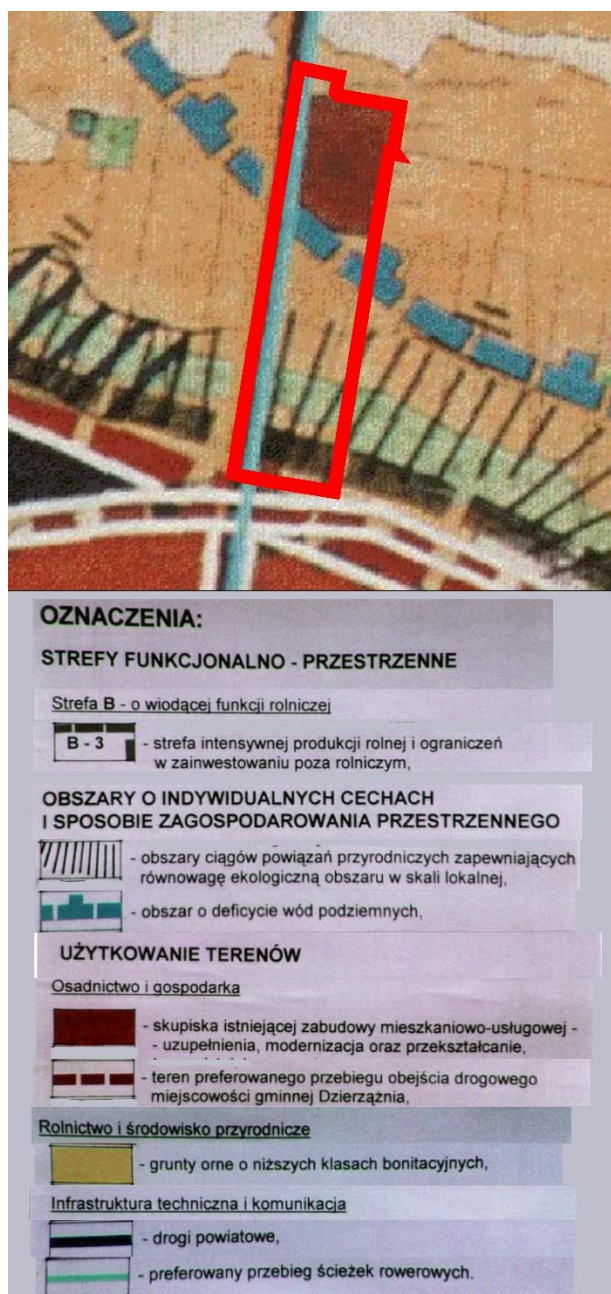 OZNACZENIA:
STREFY FUNKCJONALNO - PRZESTRZENNE
Strefa B - o wiodącej funkcji rolniczej
B - 3 - strefa intensywnej produkcji rolnej i ograniczeń
w zainwestowaniu poza rolniczym,
OBSZARY O INDYWIDUALNYCH CECHACH
I SPOSOBIE ZAGOSPODAROWANIA PRZESTRZENNEGO
- obszary ciągów powiązań przyrodniczych zapewniających
równowagę ekologiczną obszaru w skali lokalnej,
- obszar o deficycie wód podziemnych,
UŻYTKOWANIE TERENÓW
Osadnictwo i gospodarka
- skupiska istniejącej zabudowy mieszkaniowo-usługowej -
- uzupełnienia, modernizacja oraz przekształcanie,
- teren preferowanego przebiegu obejścia drogowego
miejscowości gminnej Dzierzążnia,
Rolnictwo i środowisko przyrodnicze
- grunty orne o niższych klasach bonitacyjnych,
Infrastruktura techniczna i komunikacja
- drogi powiatowe,
- preferowany przebieg ścieżek rowerowych.